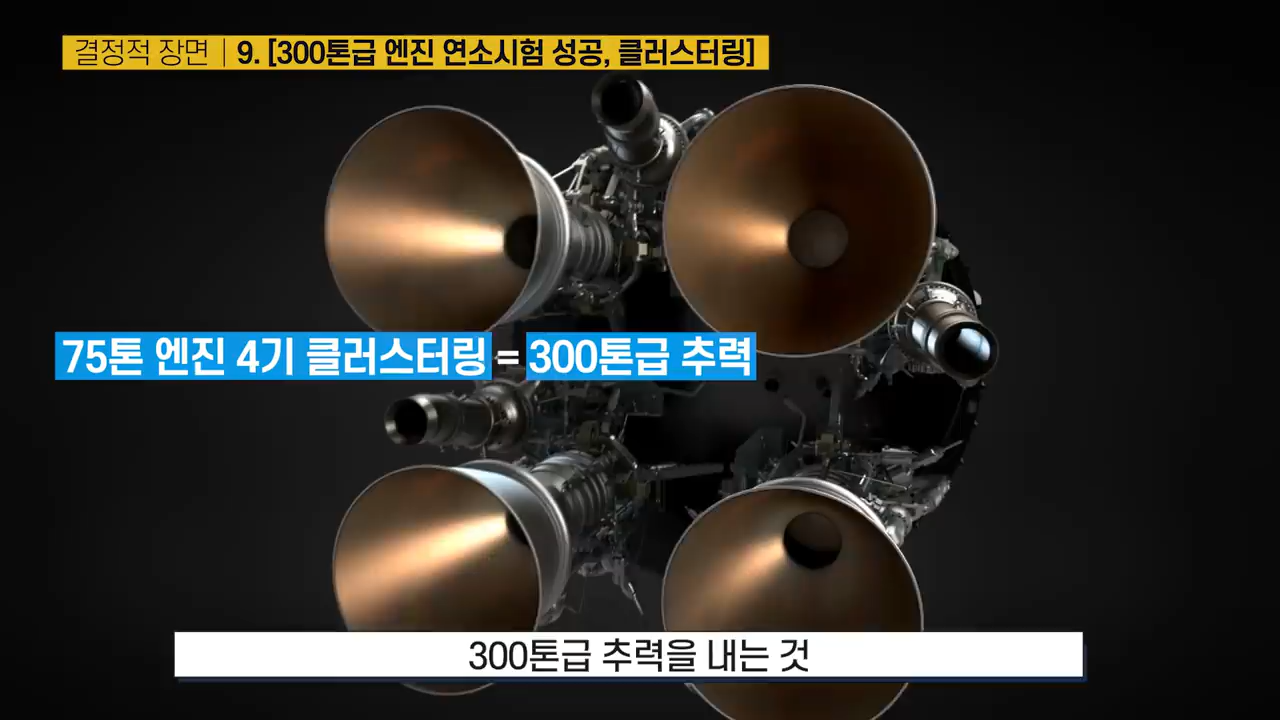 결정적 장면 | 9. [300톤급 엔진 연소시험 성공, 클러스터링]
75톤 엔진 4기 클러스터링 = 300톤급 추력
300톤급 추력을 내는 것